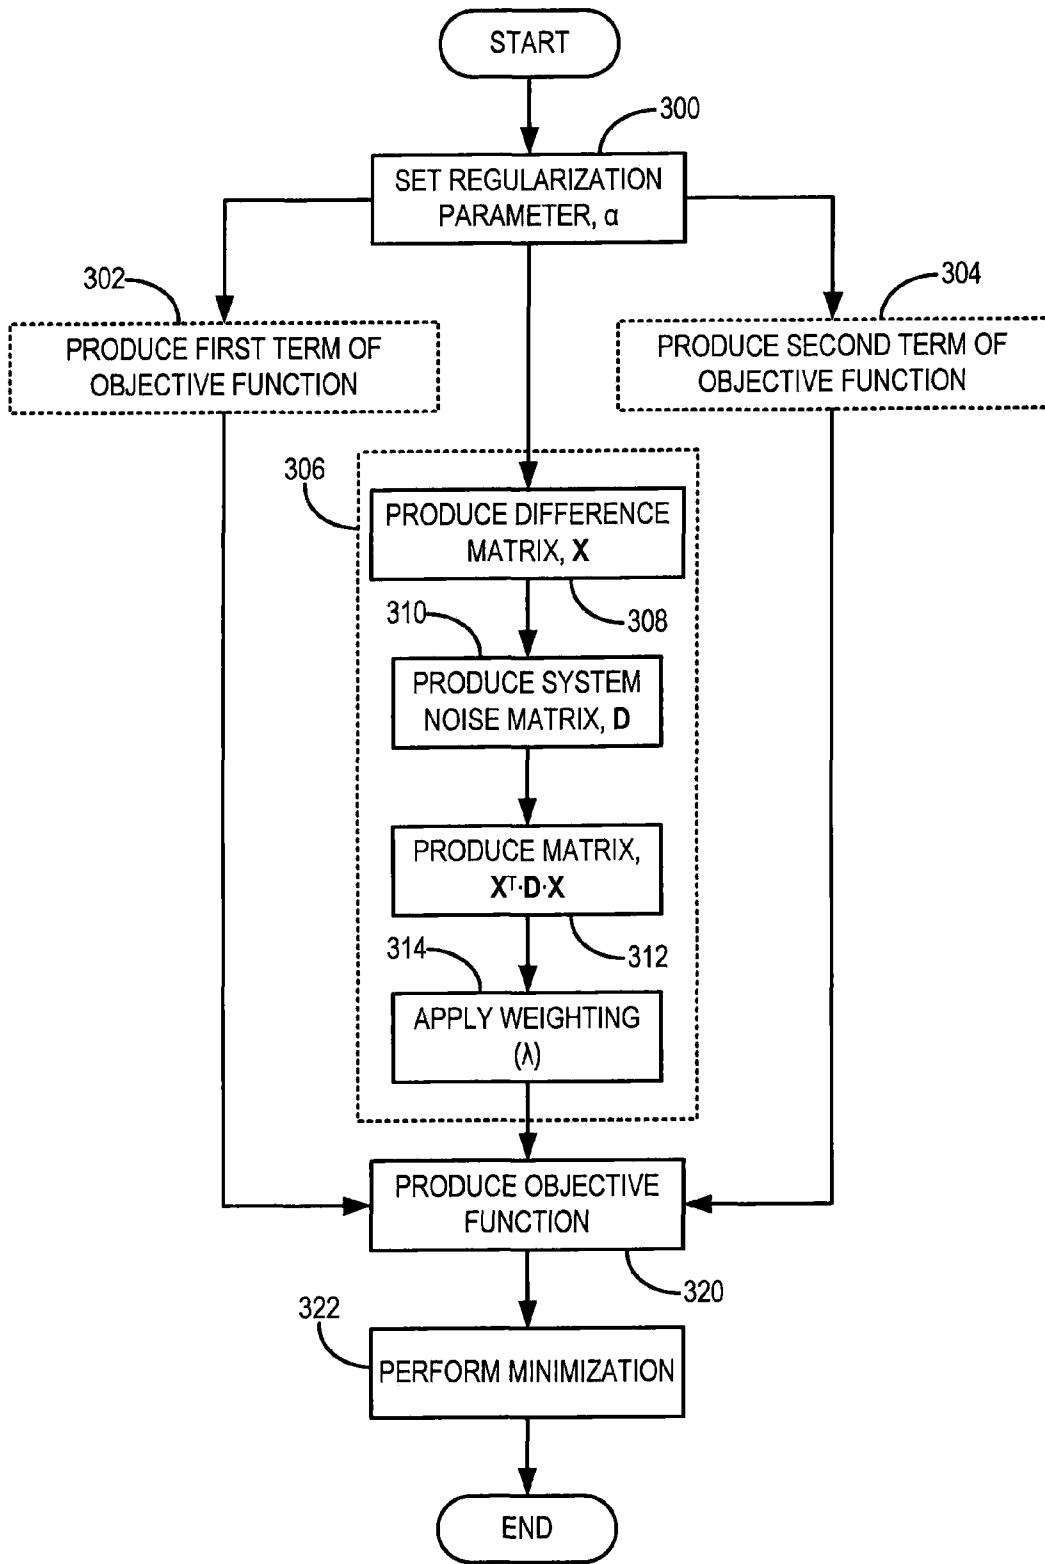 START
300
SET REGULARIZATION
PARAMETER, α
302
304
PRODUCE FIRST TERM OF
OBJECTIVE FUNCTION
PRODUCE SECOND TERM OF
OBJECTIVE FUNCTION
306
PRODUCE DIFFERENCE
MATRIX, X
308
310
PRODUCE SYSTEM
NOISE MATRIX, D
PRODUCE MATRIX,
Xᵀ·D·X
312
314
APPLY WEIGHTING
(λ)
PRODUCE OBJECTIVE
FUNCTION
320
322
PERFORM MINIMIZATION
END